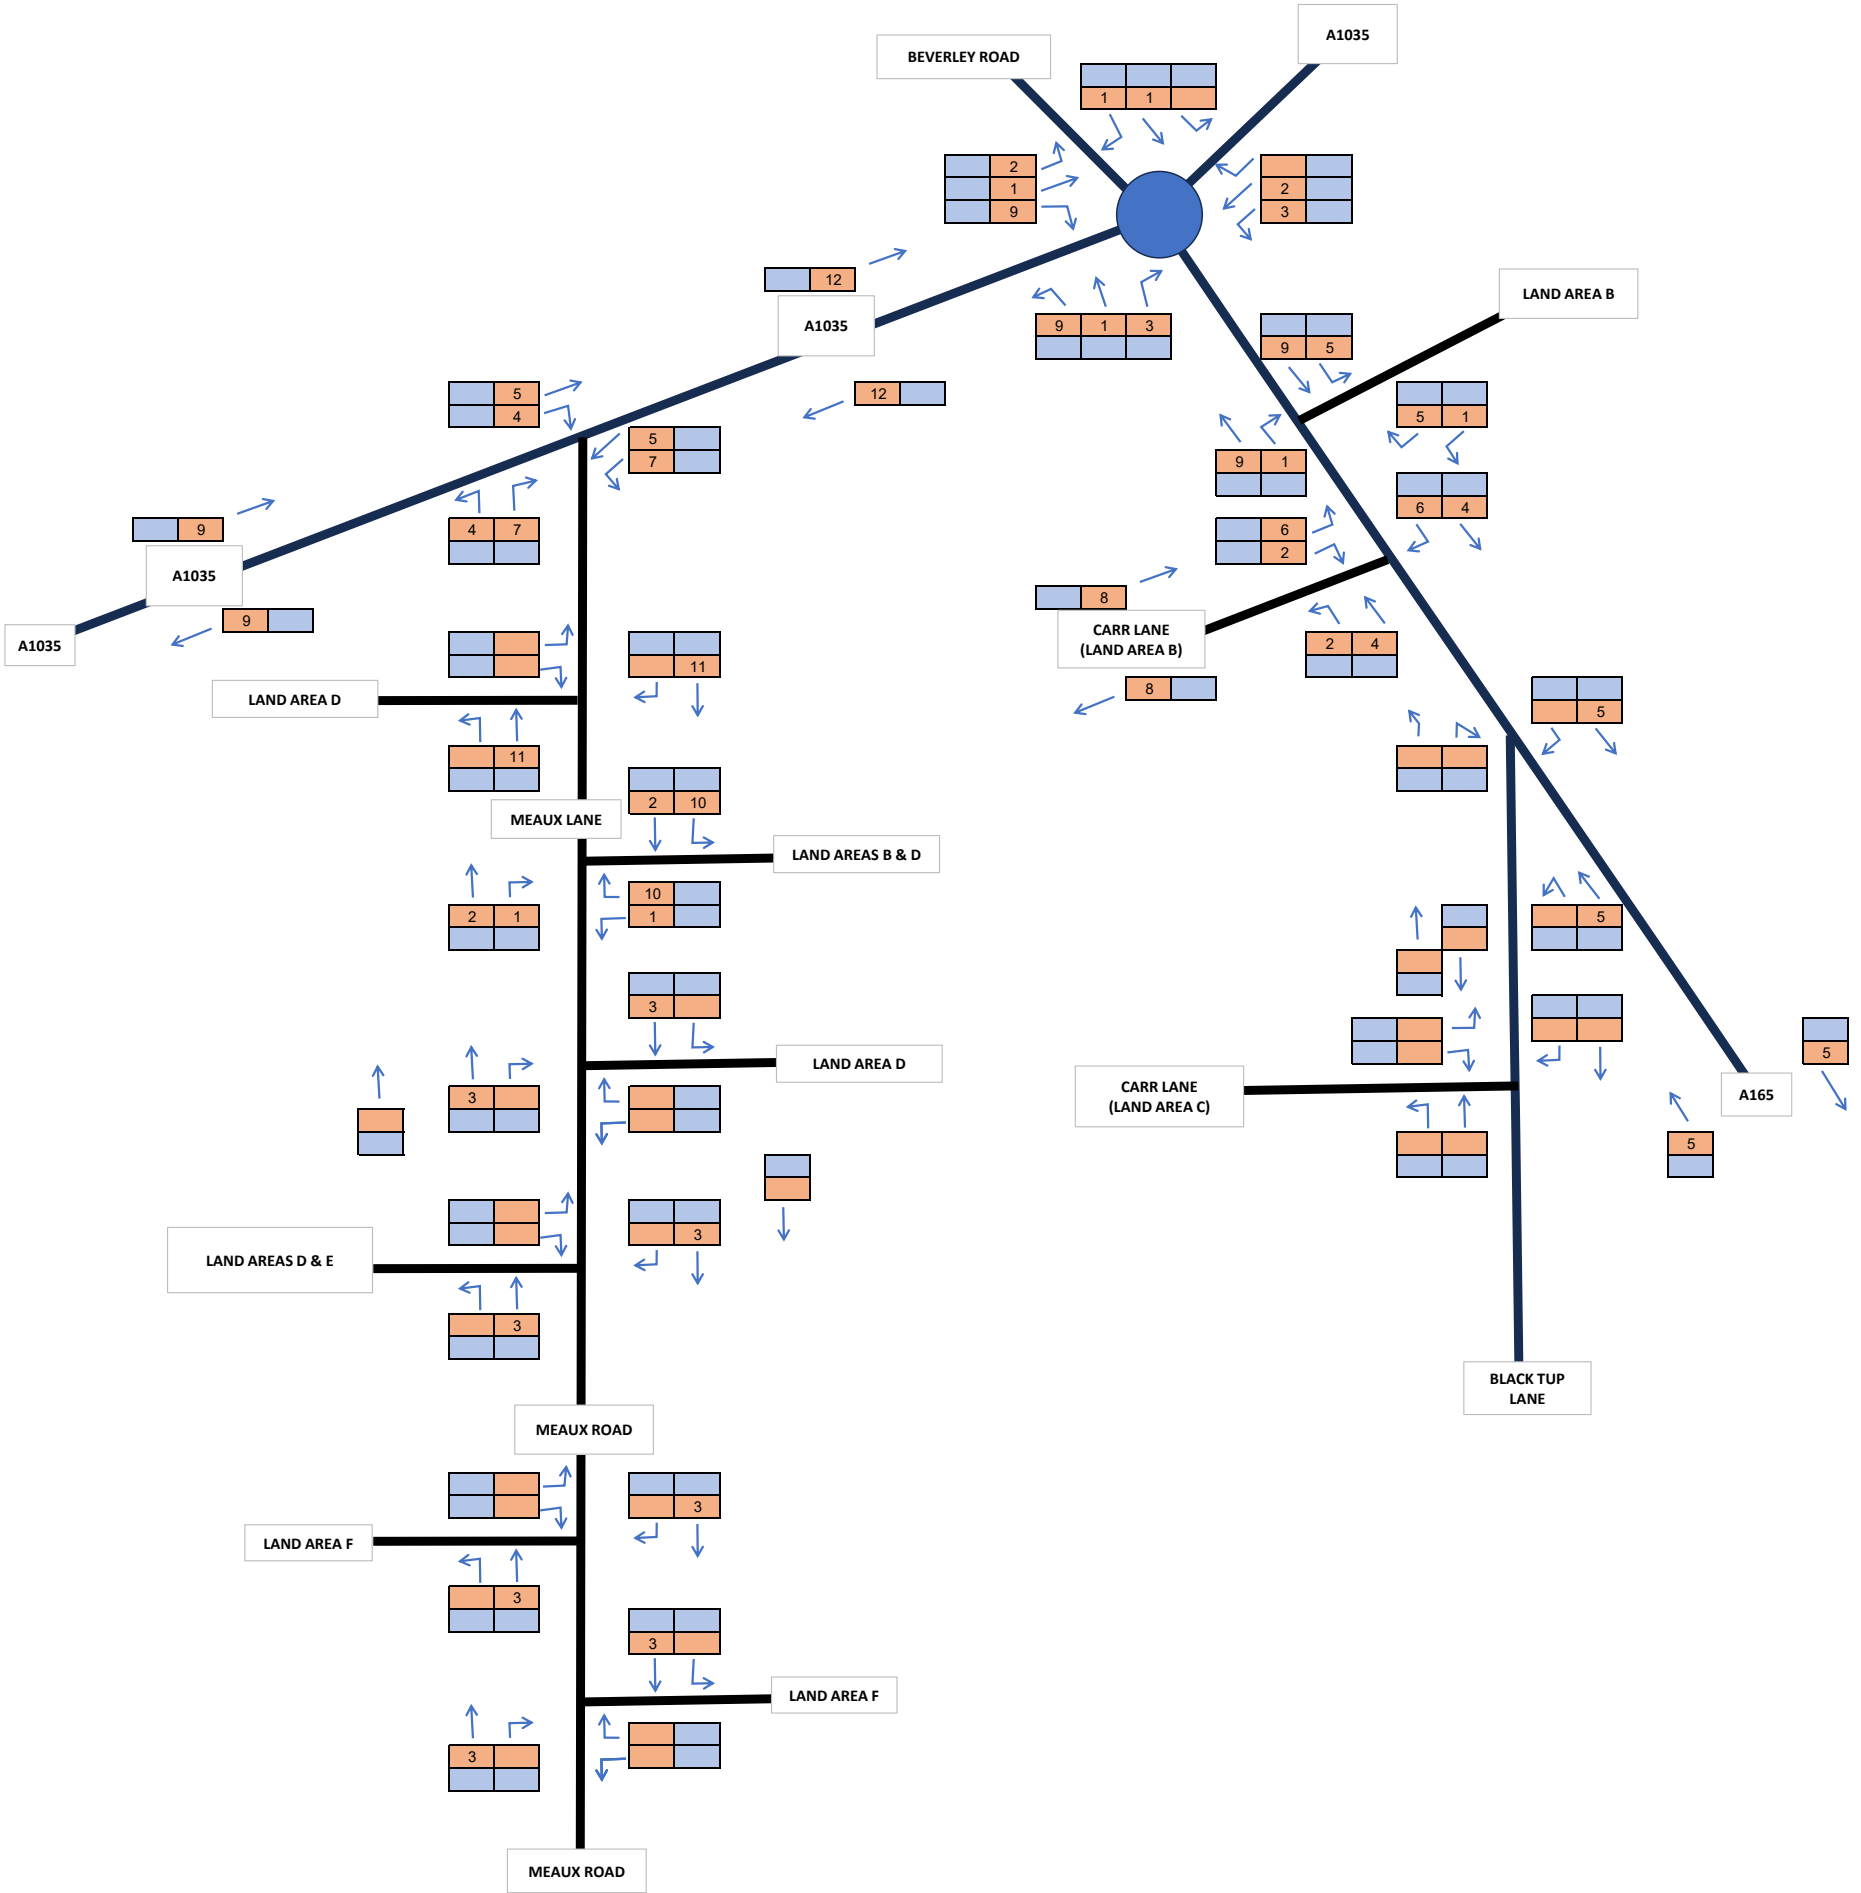 A1035
BEVERLEY ROAD
1 1
2
1
9
2
3
12
A1035
9 1 3
LAND AREA B
9 5
5
4
12
5
7
5 1
9 1
6 4
9
4 7
6
2
A1035
8
9
A1035
CARR LANE
(LAND AREA B)
2 4
11
LAND AREA D
8
5
11
2 10
MEAUX LANE
LAND AREAS B & D
10
1
2 1
5
3
LAND AREA D
3
5
CARR LANE
(LAND AREA C)
A165
5
3
LAND AREAS D & E
3
BLACK TUP
LANE
MEAUX ROAD
3
LAND AREA F
3
3
LAND AREA F
3
MEAUX ROAD